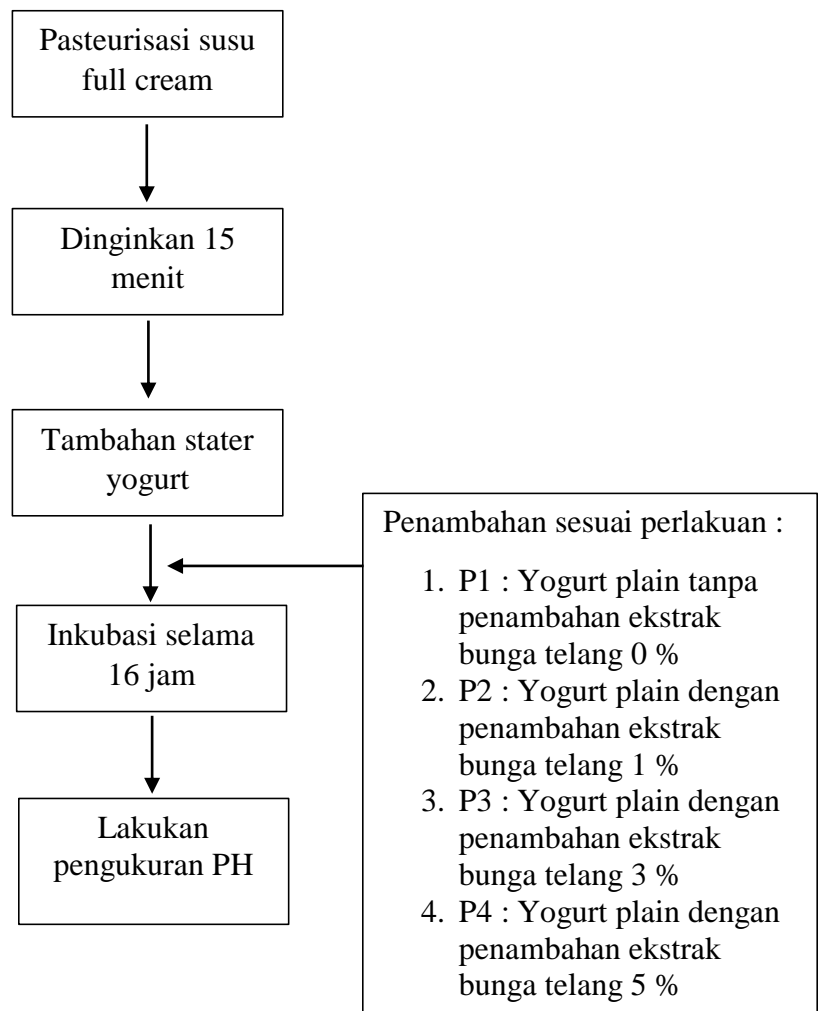 Pasteurisasi susu
full cream
Dinginkan 15
menit
Tambahan stater
yogurt
Penambahan sesuai perlakuan :
1. P1 : Yogurt plain tanpa
penambahan ekstrak
bunga telang 0 %
2. P2 : Yogurt plain dengan
penambahan ekstrak
bunga telang 1 %
3. P3 : Yogurt plain dengan
penambahan ekstrak
bunga telang 3 %
4. P4 : Yogurt plain dengan
penambahan ekstrak
bunga telang 5 %
Inkubasi selama
16 jam
Lakukan
pengukuran PH